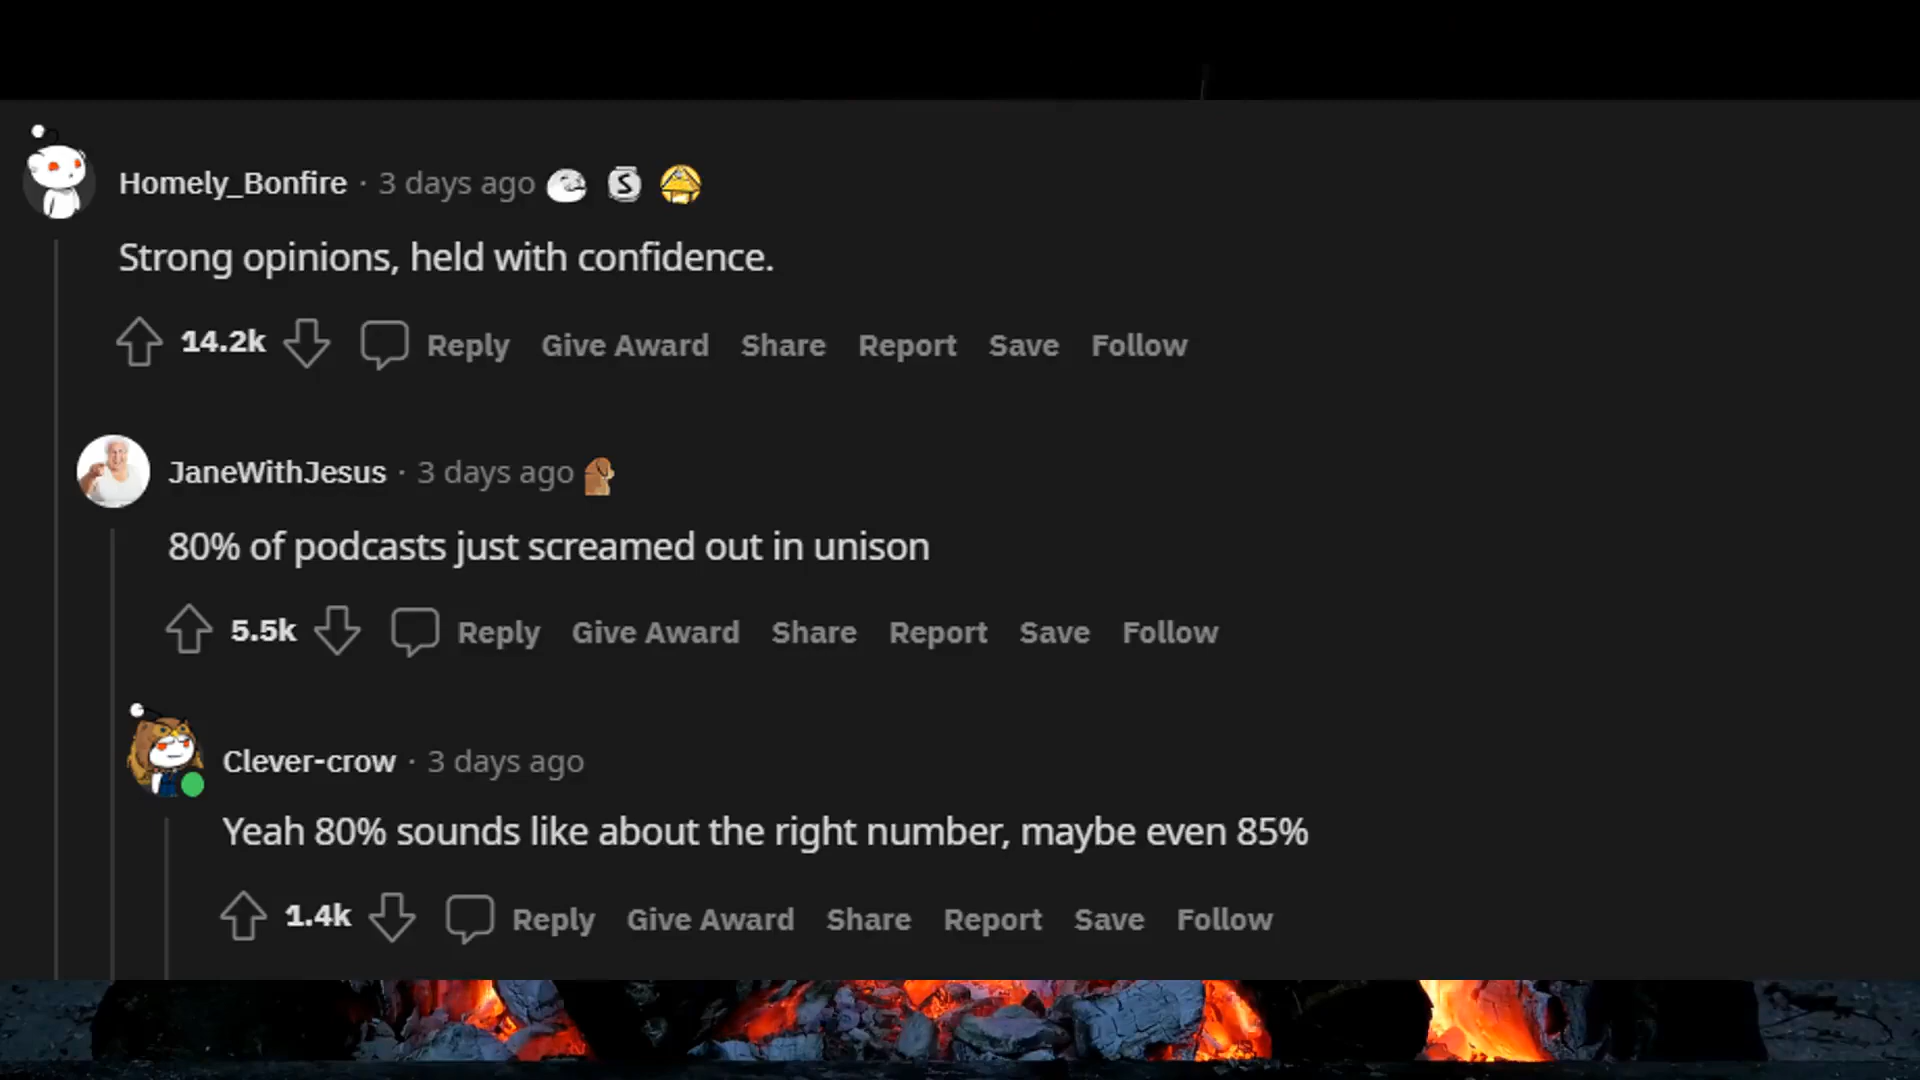 Homely_Bonfire · 3 days ago
Strong opinions, held with confidence.
14.2k Reply Give Award Share Report Save Follow
JaneWithJesus · 3 days ago
80% of podcasts just screamed out in unison
5.5k Reply Give Award Share Report Save Follow
Clever-crow · 3 days ago
Yeah 80% sounds like about the right number, maybe even 85%
1.4k Reply Give Award Share Report Save Follow